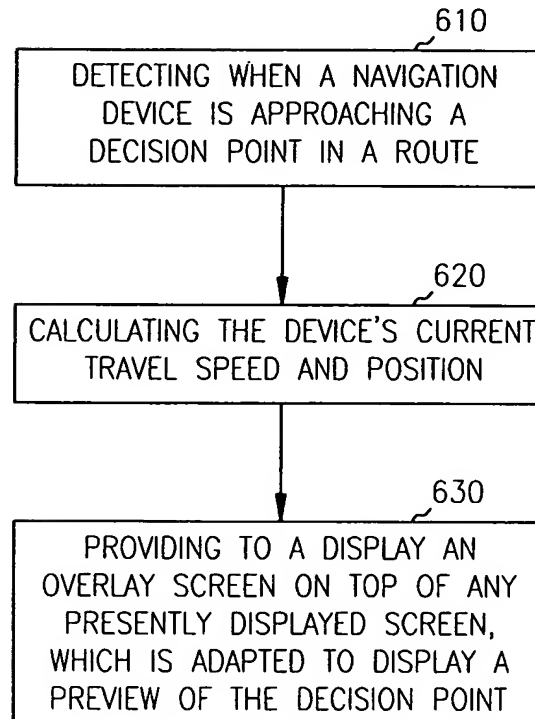 610
DETECTING WHEN A NAVIGATION
DEVICE IS APPROACHING A
DECISION POINT IN A ROUTE
620
CALCULATING THE DEVICE'S CURRENT
TRAVEL SPEED AND POSITION
630
PROVIDING TO A DISPLAY AN
OVERLAY SCREEN ON TOP OF ANY
PRESENTLY DISPLAYED SCREEN,
WHICH IS ADAPTED TO DISPLAY A
PREVIEW OF THE DECISION POINT